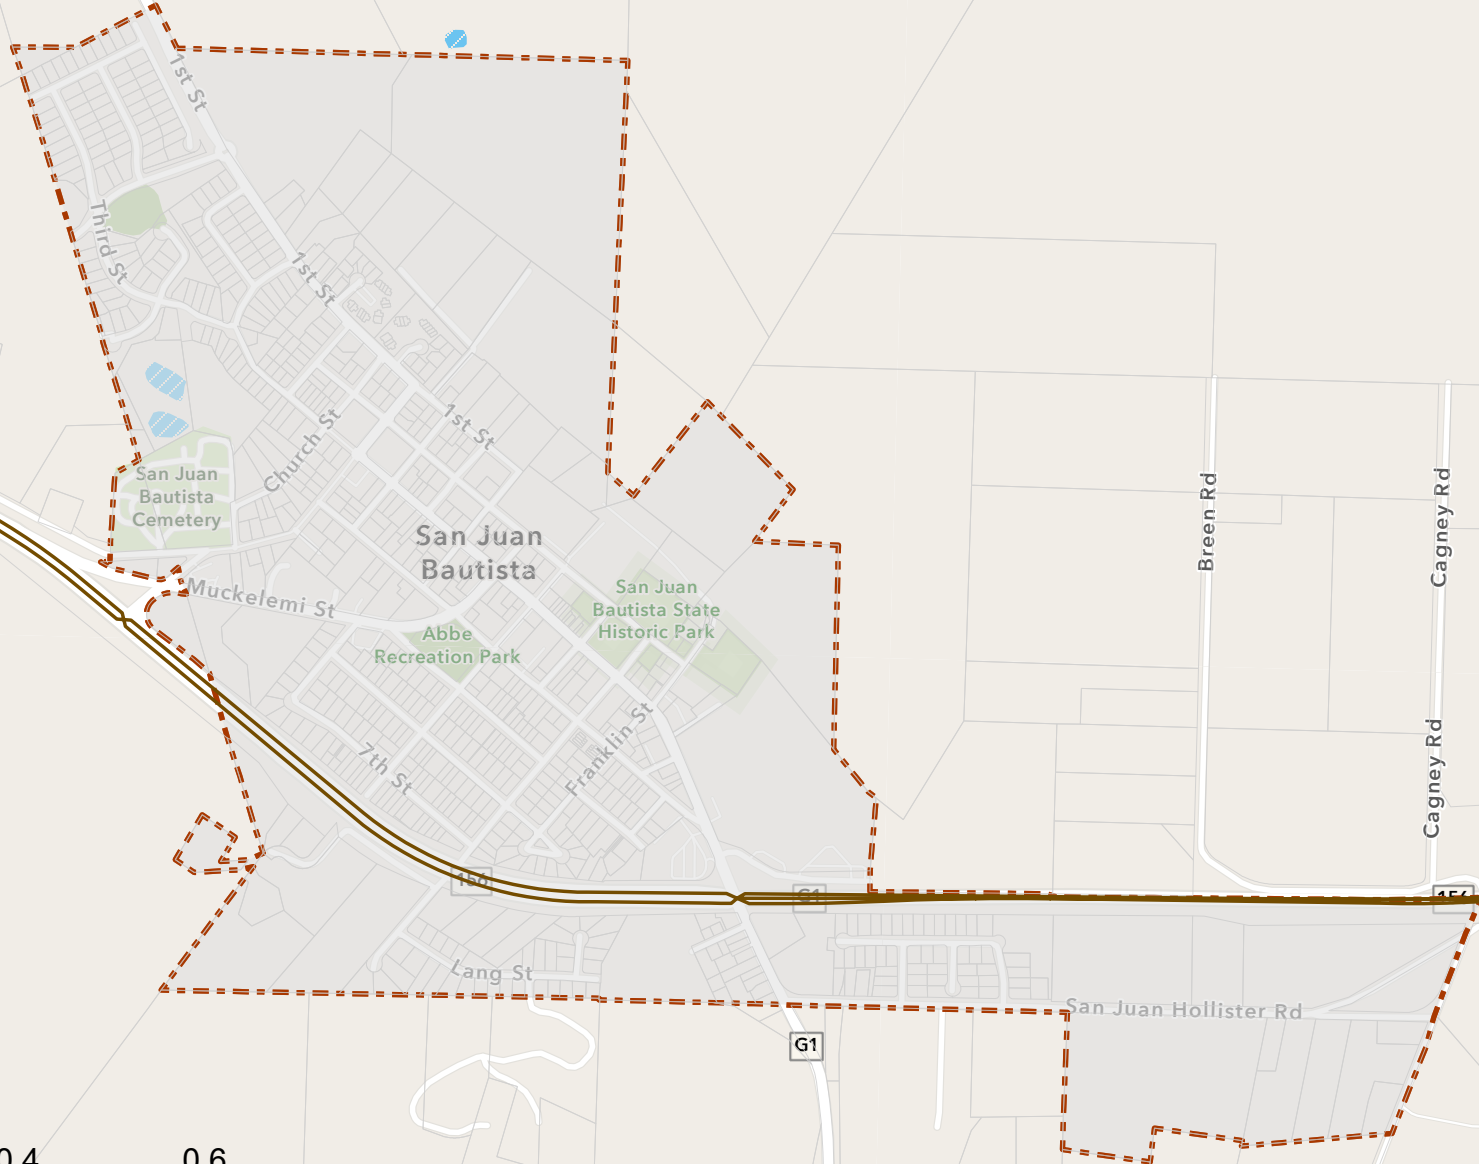 1st St
Third St
1st St
1st St
Church St
San Juan
Bautista
Cemetery
San Juan
Bautista
Muckelemi St
San Juan
Bautista State
Historic Park
Abbe
Recreation Park
Breen Rd
Cagney Rd
Cagney Rd
7th St
Franklin St
156
G1
156
Lang St
San Juan Hollister Rd
G1
0.4
0.6